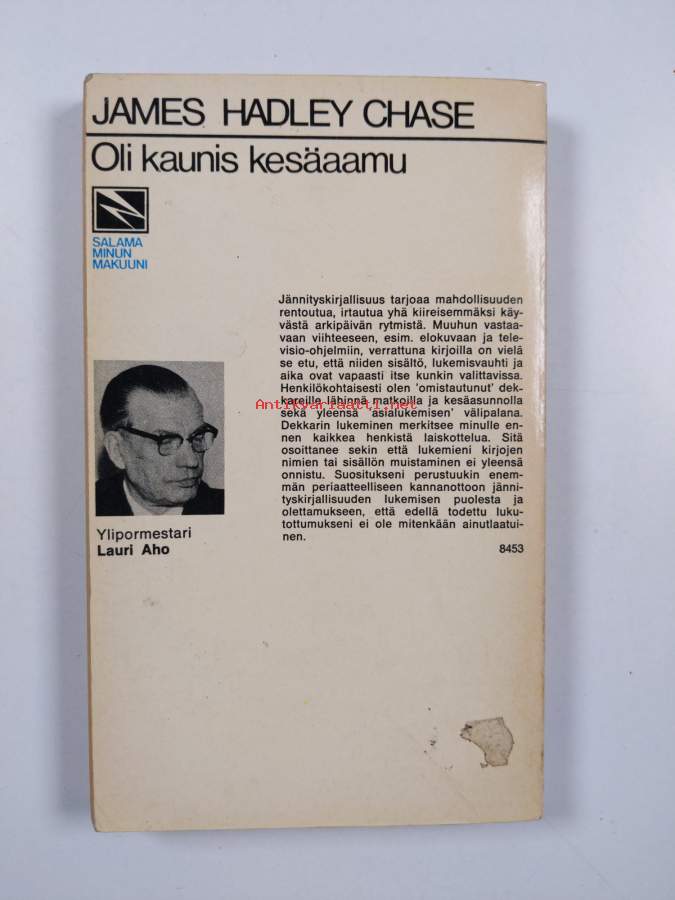 JAMES HADLEY CHASE
Oli kaunis kesäaamu
SALAMA
MINUN
MAKUUNI
Jännityskirjallisuus tarjoaa mahdollisuuden
rentoutua, irtautua yhä kiireisemmäksi käy-
västä arkipäivän rytmistä. Muuhun vastaa-
vaan viihteeseen, esim. elokuvaan ja tele-
visio-ohjelmiin, verrattuna kirjoilla on vielä
se etu, että niiden sisältö, lukemisvauhti ja
aika ovat vapaasti itse kunkin valittavissa.
Henkilökohtaisesti olen 'omistautunut' dek-
kareille lähinnä matkoilla ja kesäasunnolla
sekä yleensä 'asialukemisen' välipalana.
Dekkarin lukeminen merkitsee minulle en-
nen kaikkea henkistä laiskottelua. Sitä
osoittanee sekin että lukemieni kirjojen
nimien tai sisällön muistaminen ei yleensä
onnistu. Suositukseni perustuukin enem-
män periaatteelliseen kannanottoon jänni-
tyskirjallisuuden lukemisen puolesta ja
olettamukseen, että edellä todettu luku-
tottumukseni ei ole mitenkään ainutlaatui-
nen.
8453
Ylipormestari
Lauri Aho
Antikvariaatti.net